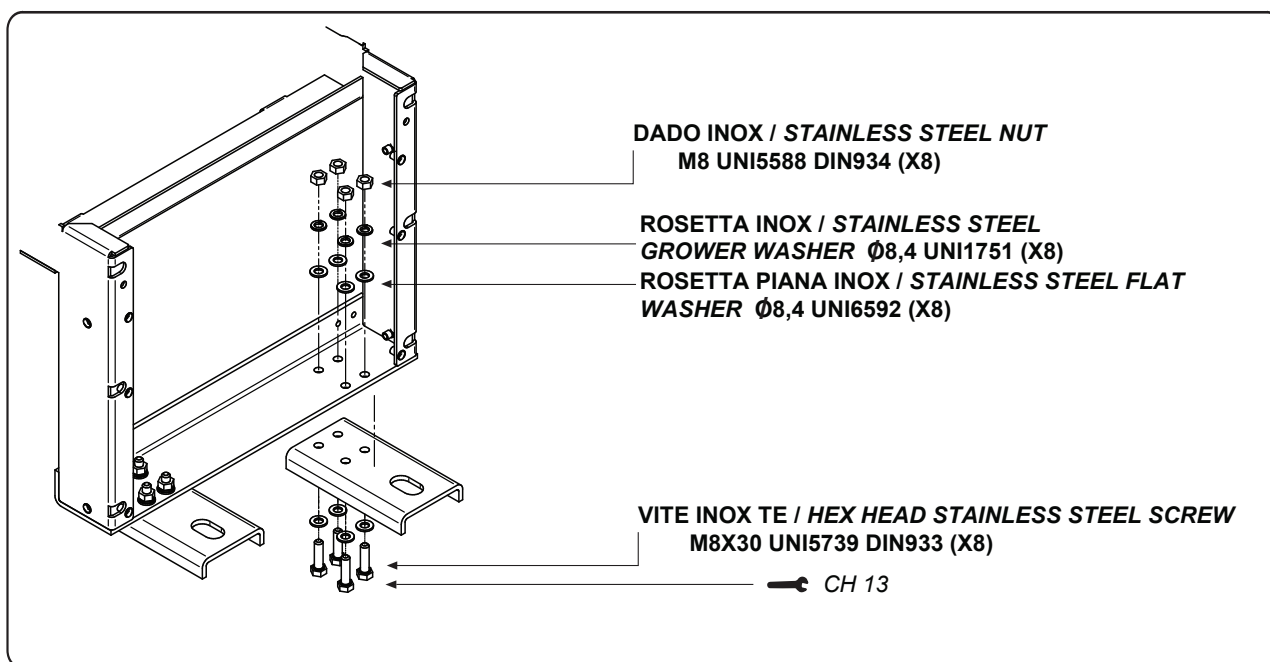 DADO INOX / STAINLESS STEEL NUT
M8 UNI5588 DIN934 (X8)
ROSETTA INOX / STAINLESS STEEL
GROWER WASHER Φ8,4 UNI1751 (X8)
ROSETTA PIANA INOX / STAINLESS STEEL FLAT
WASHER Φ8,4 UNI6592 (X8)
VITE INOX TE / HEX HEAD STAINLESS STEEL SCREW
M8X30 UNI5739 DIN933 (X8)
CH 13